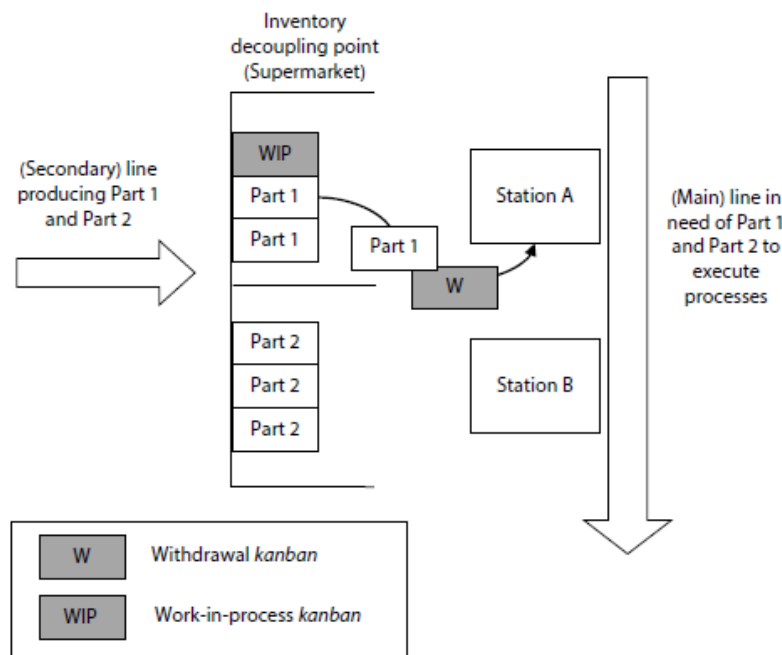 Inventory
decoupling point
(Supermarket)
(Secondary) line
producing Part 1
and Part 2
WIP
Part 1
Part 1
Part 1
W
Station A
(Main) line in
need of Part 1
and Part 2 to
execute
processes
Part 2
Part 2
Part 2
Station B
W
Withdrawal kanban
WIP
Work-in-process kanban